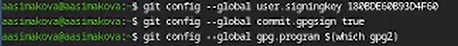 aasimakova@aasimakova:~$ git config --global user.signingkey 180BDE60B93D4F60
aasimakova@aasimakova:~$ git config --global commit.gpgsign true
aasimakova@aasimakova:~$ git config --global gpg.program $(which gpg2)